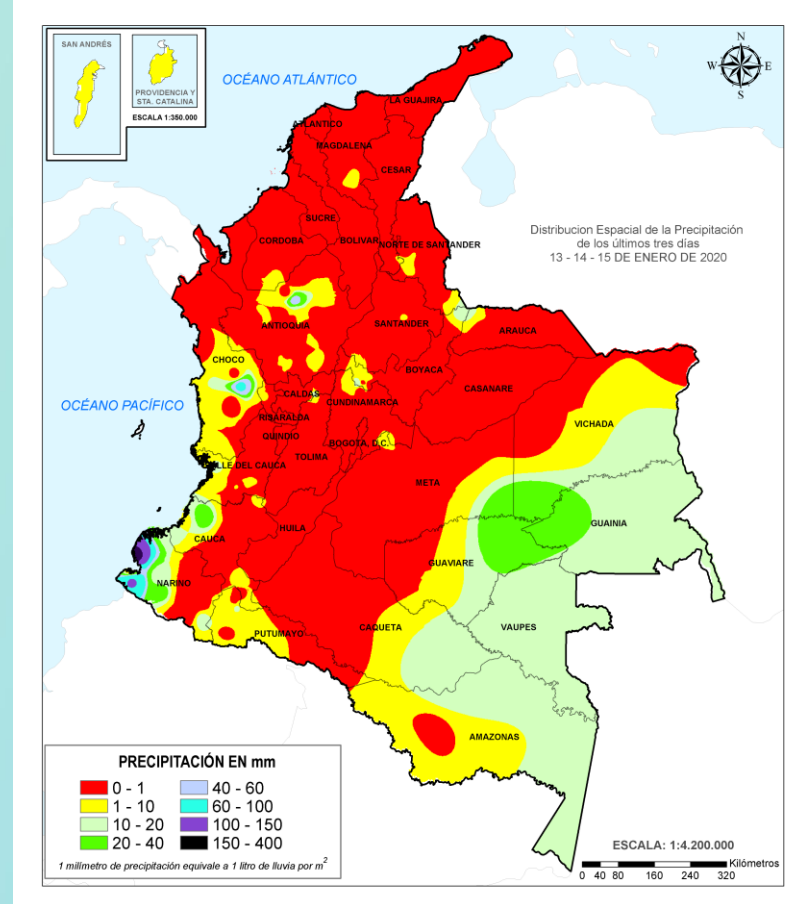 SAN ANDRÉS
PROVIDENCIA Y
STA. CATALINA
ESCALA 1:350.000
N
W
E
S
OCÉANO ATLÁNTICO
LA GUAJIRA
ATLANTICO
MAGDALENA
CESAR
SUCRE
CORDOBA
BOLIVAR
NORTE DE SANTANDER
Distribucion Espacial de la Precipitación
de los últimos tres días
13 - 14 - 15 DE ENERO DE 2020
ANTIOQUIA
SANTANDER
ARAUCA
CHOCO
BOYACA
CASANARE
OCÉANO PACÍFICO
CALDAS
CUNDINAMARCA
RISARALDA
VICHADA
QUINDIO
BOGOTA, D.C.
TOLIMA
VALLE DEL CAUCA
META
GUAINIA
HUILA
CAUCA
GUAVIARE
NARIÑO
PUTUMAYO
CAQUETA
VAUPES
AMAZONAS
PRECIPITACIÓN EN mm
0 - 1
40 - 60
1 - 10
60 - 100
10 - 20
100 - 150
20 - 40
150 - 400
1 milímetro de precipitación equivale a 1 litro de lluvia por m²
ESCALA: 1:4.200.000
Kilómetros
0 40 80 160 240 320